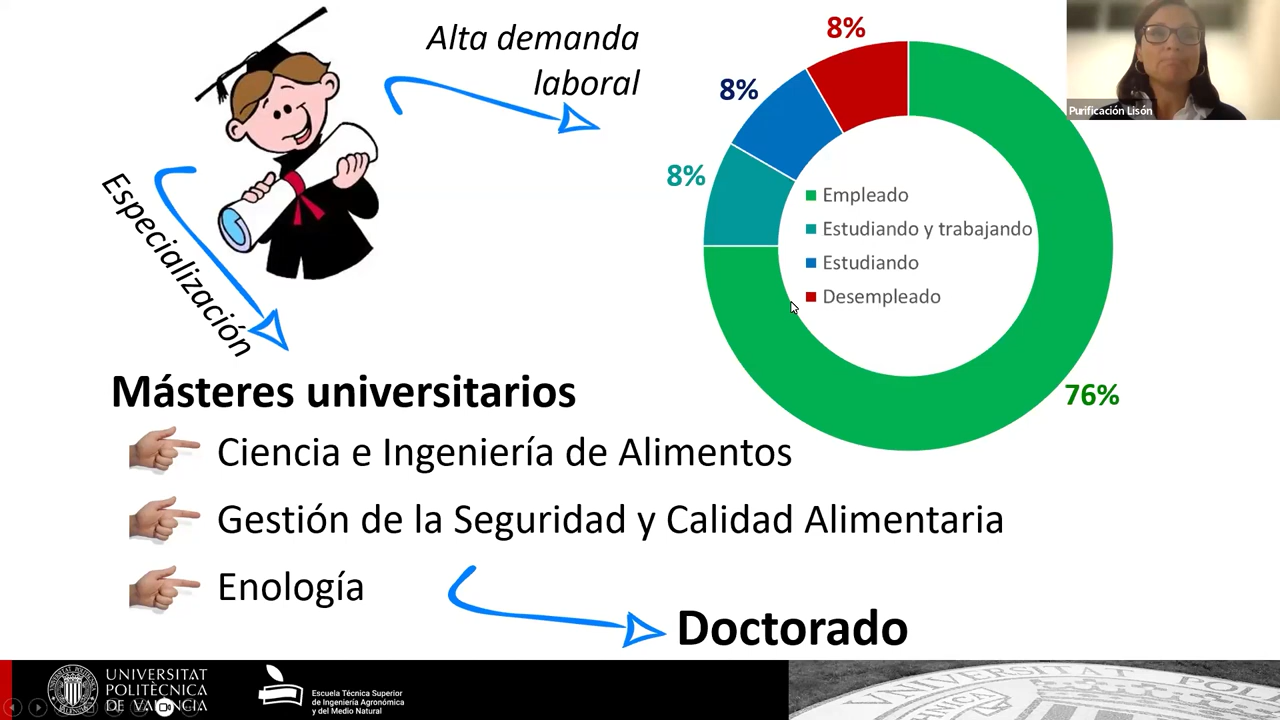 Alta demanda
laboral
8%
8%
8%
76%
Empleado
Estudiando y trabajando
Estudiando
Desempleado
Purificación Lisón
Especialización
Másteres universitarios
Ciencia e Ingeniería de Alimentos
Gestión de la Seguridad y Calidad Alimentaria
Enología
Doctorado
UNIVERSITAT
POLITÈCNICA
DE VALÈNCIA
Escuela Técnica Superior
de Ingeniería Agronómica
y del Medio Natural